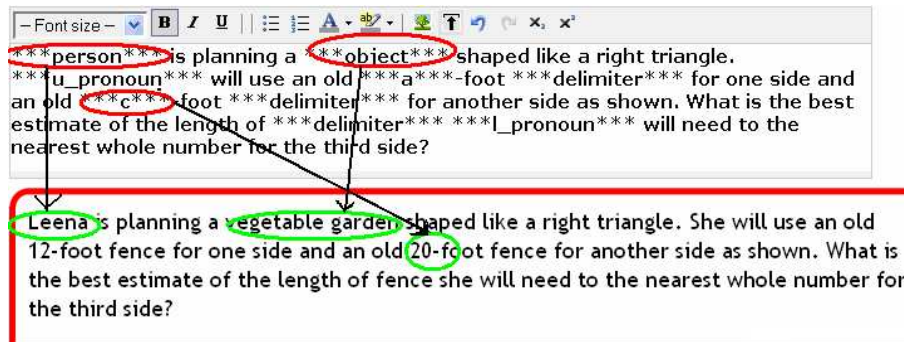 – Font size – B I U A ab X₂ X²
***person*** is planning a ***object*** shaped like a right triangle.
***u_pronoun*** will use an old ***a***-foot ***delimiter*** for one side and
an old ***c***-foot ***delimiter*** for another side as shown. What is the best
estimate of the length of ***delimiter*** ***l_pronoun*** will need to the
nearest whole number for the third side?
Leena is planning a vegetable garden shaped like a right triangle. She will use an old
12-foot fence for one side and an old 20-foot fence for another side as shown. What is
the best estimate of the length of fence she will need to the nearest whole number for
the third side?